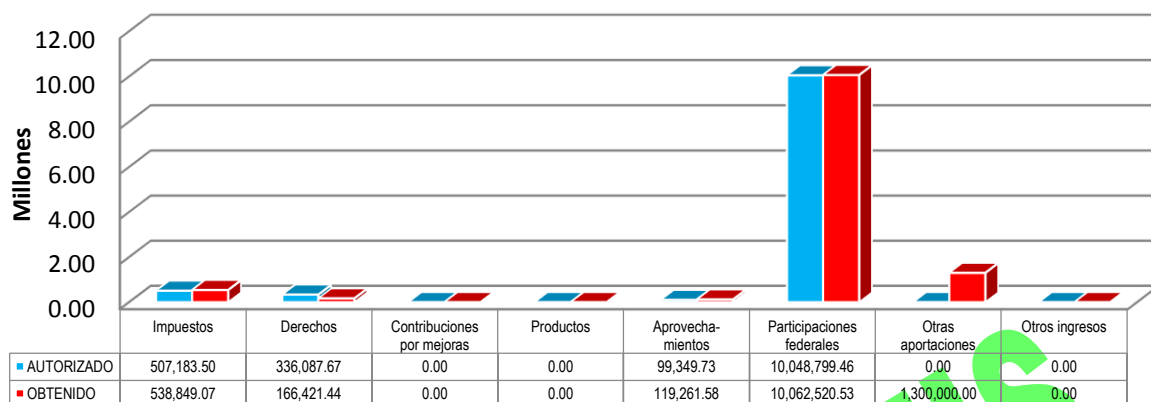 12.00
10.00
8.00
6.00
4.00
2.00
0.00
Millones
Impuestos Derechos Contribuciones por mejoras Productos Aprovecha-mientos Participaciones federales Otras aportaciones Otros ingresos
AUTORIZADO 507,183.50 336,087.67 0.00 0.00 99,349.73 10,048,799.46 0.00 0.00
OBTENIDO 538,849.07 166,421.44 0.00 0.00 119,261.58 10,062,520.53 1,300,000.00 0.00